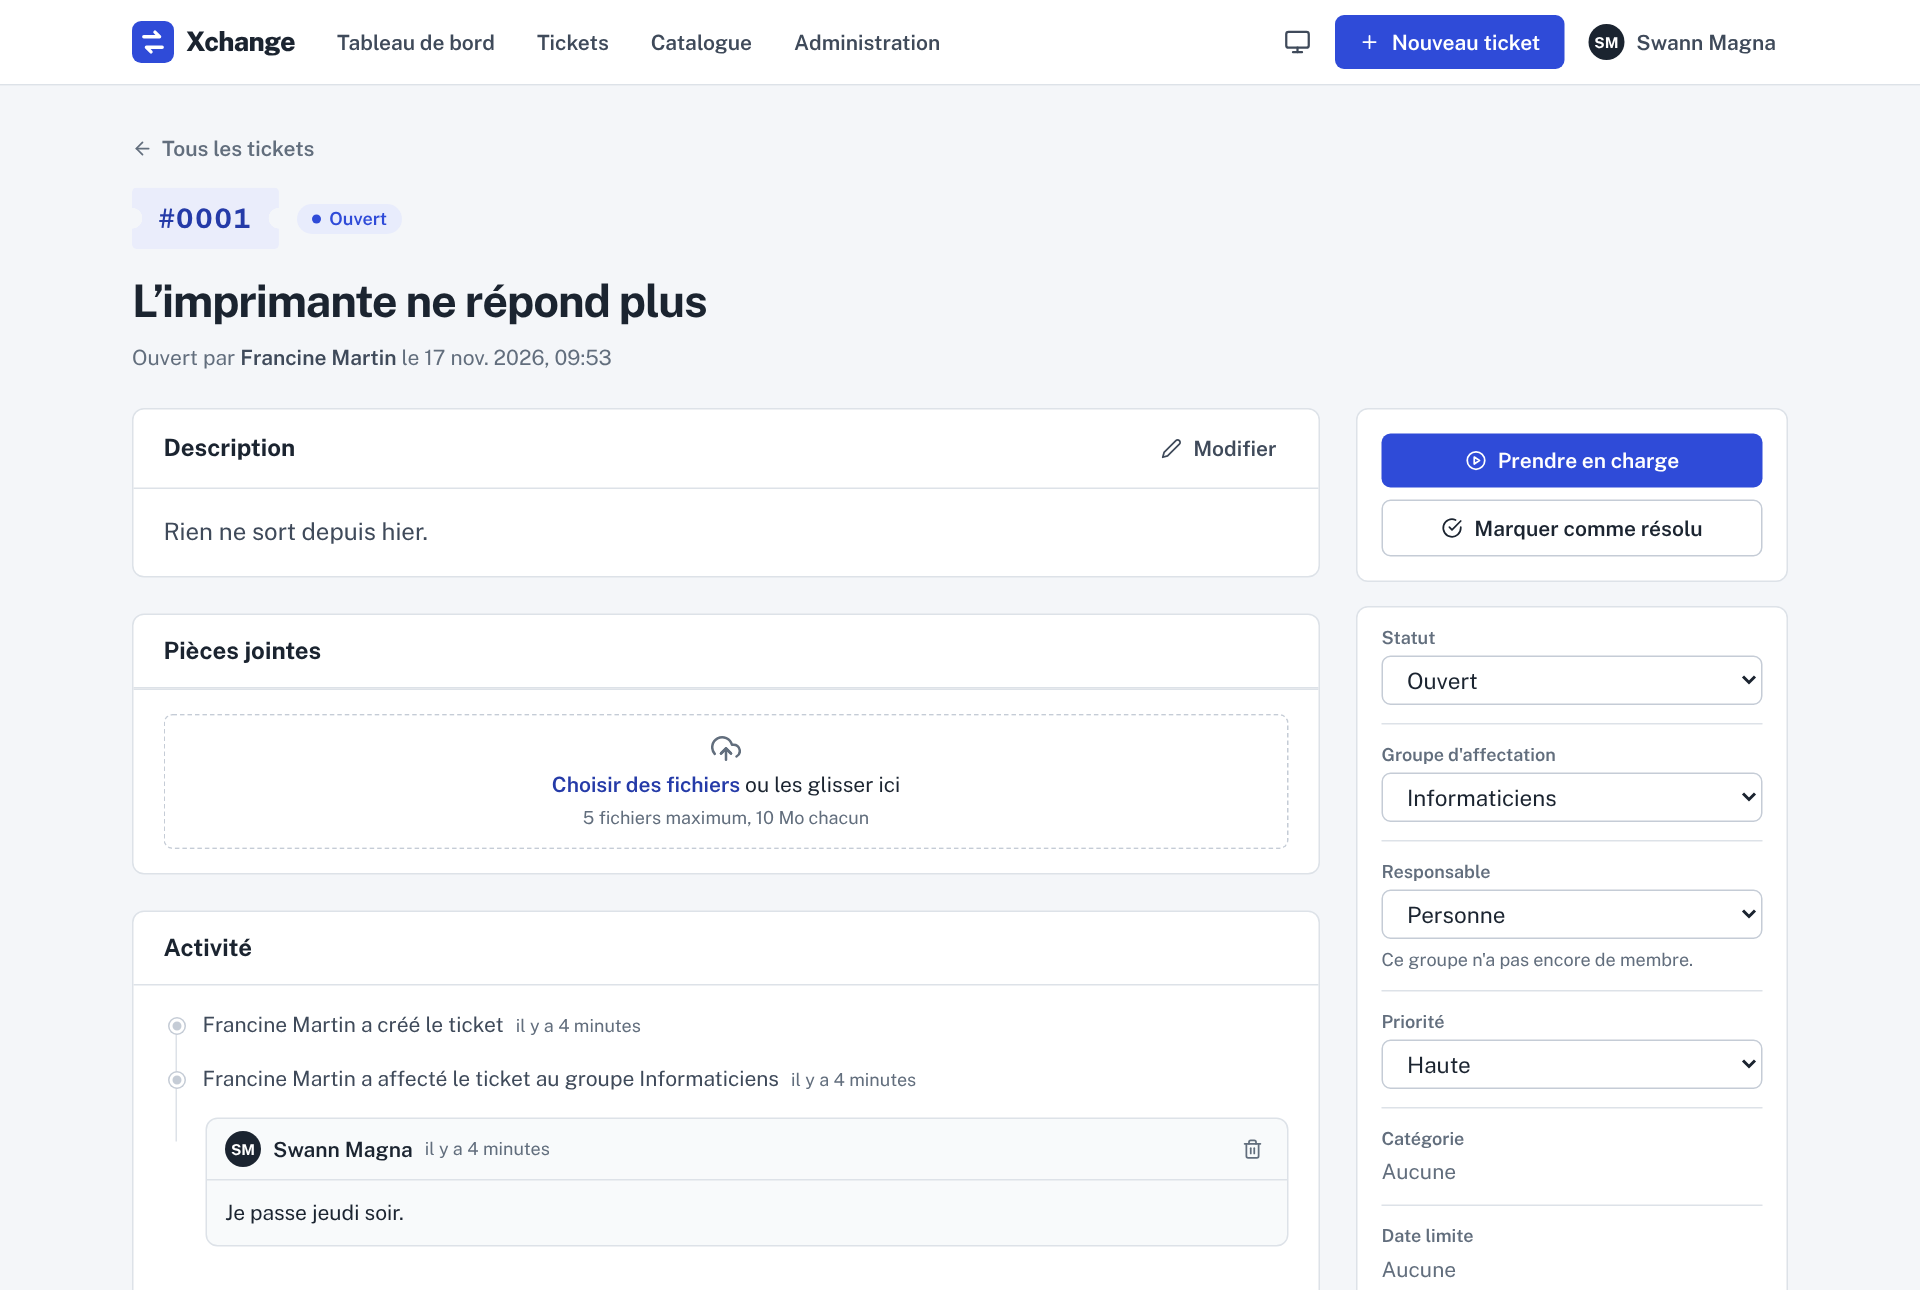 Xchange
Tableau de bord
Tickets
Catalogue
Administration
Nouveau ticket
SM
Swann Magna
Tous les tickets
#0001
Ouvert
L’imprimante ne répond plus
Ouvert par Francine Martin le 17 nov. 2026, 09:53
Description
Modifier
Rien ne sort depuis hier.
Pièces jointes
Choisir des fichiers ou les glisser ici
5 fichiers maximum, 10 Mo chacun
Activité
Francine Martin a créé le ticket il y a 4 minutes
Francine Martin a affecté le ticket au groupe Informaticiens il y a 4 minutes
SM
Swann Magna il y a 4 minutes
Je passe jeudi soir.
Prendre en charge
Marquer comme résolu
Statut
Ouvert
Groupe d'affectation
Informaticiens
Responsable
Personne
Ce groupe n'a pas encore de membre.
Priorité
Haute
Catégorie
Aucune
Date limite
Aucune